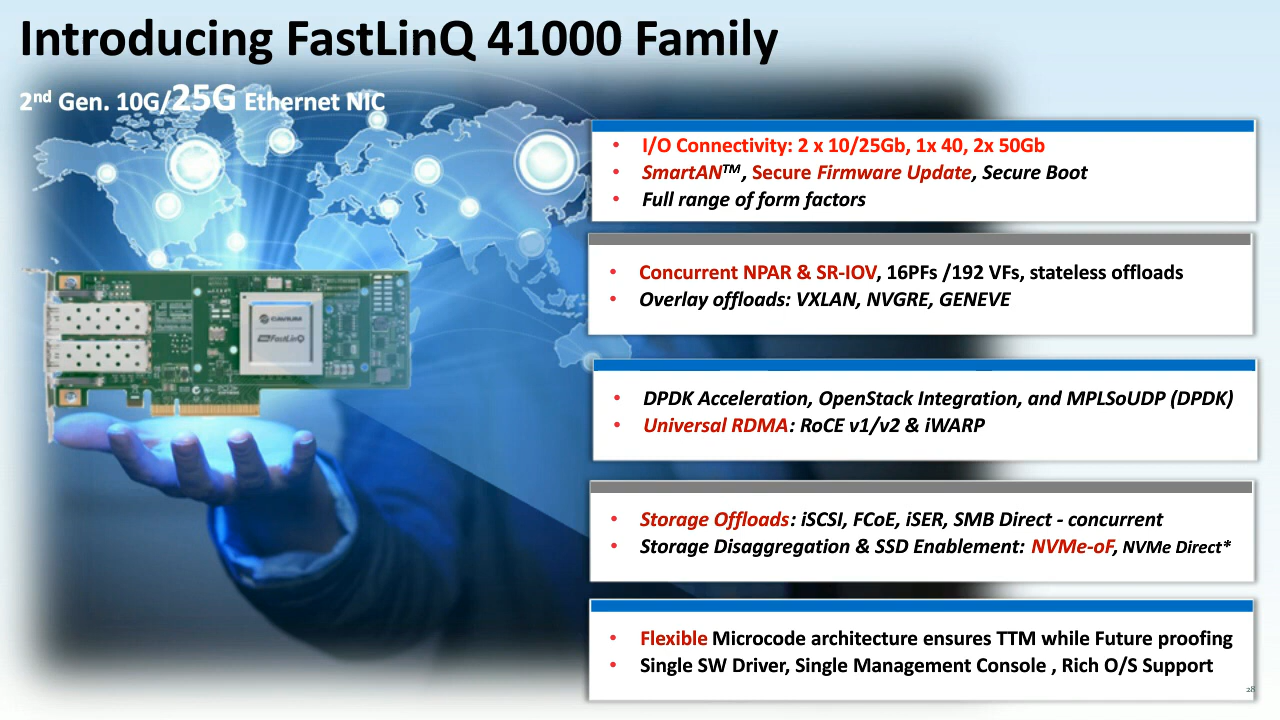 Introducing FastLinQ 41000 Family
2nd Gen. 10G/25G Ethernet NIC
• I/O Connectivity: 2 x 10/25Gb, 1x 40, 2x 50Gb
• SmartAN™, Secure Firmware Update, Secure Boot
• Full range of form factors
• Concurrent NPAR & SR-IOV, 16PFs /192 VFs, stateless offloads
• Overlay offloads: VXLAN, NVGRE, GENEVE
• DPDK Acceleration, OpenStack Integration, and MPLSoUDP (DPDK)
• Universal RDMA: RoCE v1/v2 & iWARP
• Storage Offloads: iSCSI, FCoE, iSER, SMB Direct - concurrent
• Storage Disaggregation & SSD Enablement: NVMe-oF, NVMe Direct*
• Flexible Microcode architecture ensures TTM while Future proofing
• Single SW Driver, Single Management Console , Rich O/S Support
CAVIUM
FastLinQ
28